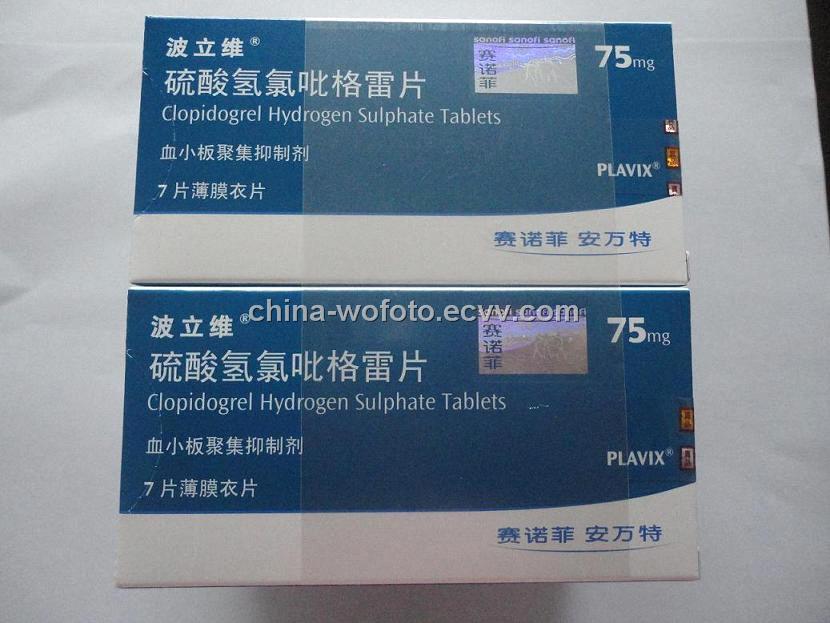 波立维®
sanofi sanofi sanofi
赛诺菲
75mg
硫酸氢氯吡格雷片
Clopidogrel Hydrogen Sulphate Tablets
血小板聚集抑制剂
PLAVIX®
7片薄膜衣片
赛诺菲 安万特
china-wofoto.ecvv.com
波立维®
sanofi sanofi sanofi
赛诺菲
75mg
硫酸氢氯吡格雷片
Clopidogrel Hydrogen Sulphate Tablets
血小板聚集抑制剂
PLAVIX®
7片薄膜衣片
赛诺菲 安万特